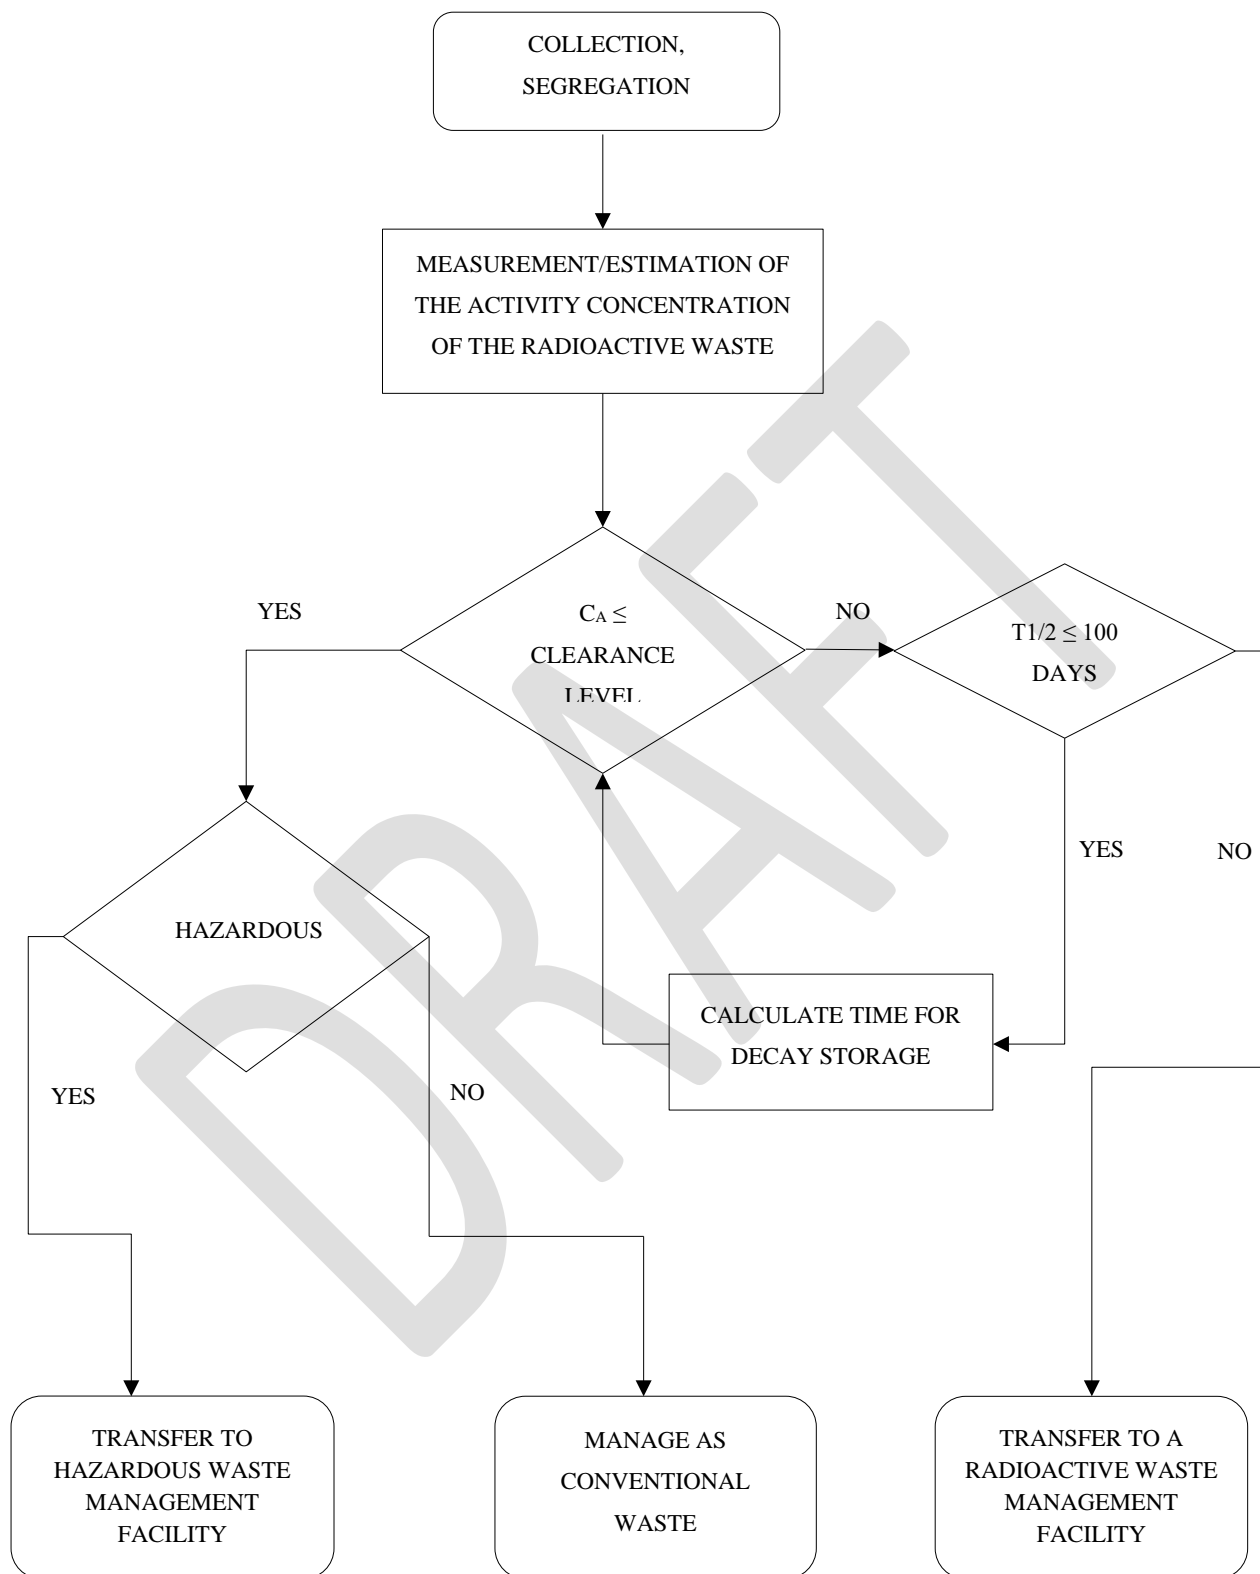 COLLECTION,
SEGREGATION
MEASUREMENT/ESTIMATION OF
THE ACTIVITY CONCENTRATION
OF THE RADIOACTIVE WASTE
YES
CA ≤
CLEARANCE
LEVEL
NO
T1/2 ≤ 100
DAYS
YES
NO
HAZARDOUS
CALCULATE TIME FOR
DECAY STORAGE
YES
NO
TRANSFER TO
HAZARDOUS WASTE
MANAGEMENT
FACILITY
MANAGE AS
CONVENTIONAL
WASTE
TRANSFER TO A
RADIOACTIVE WASTE
MANAGEMENT
FACILITY
DRAFT